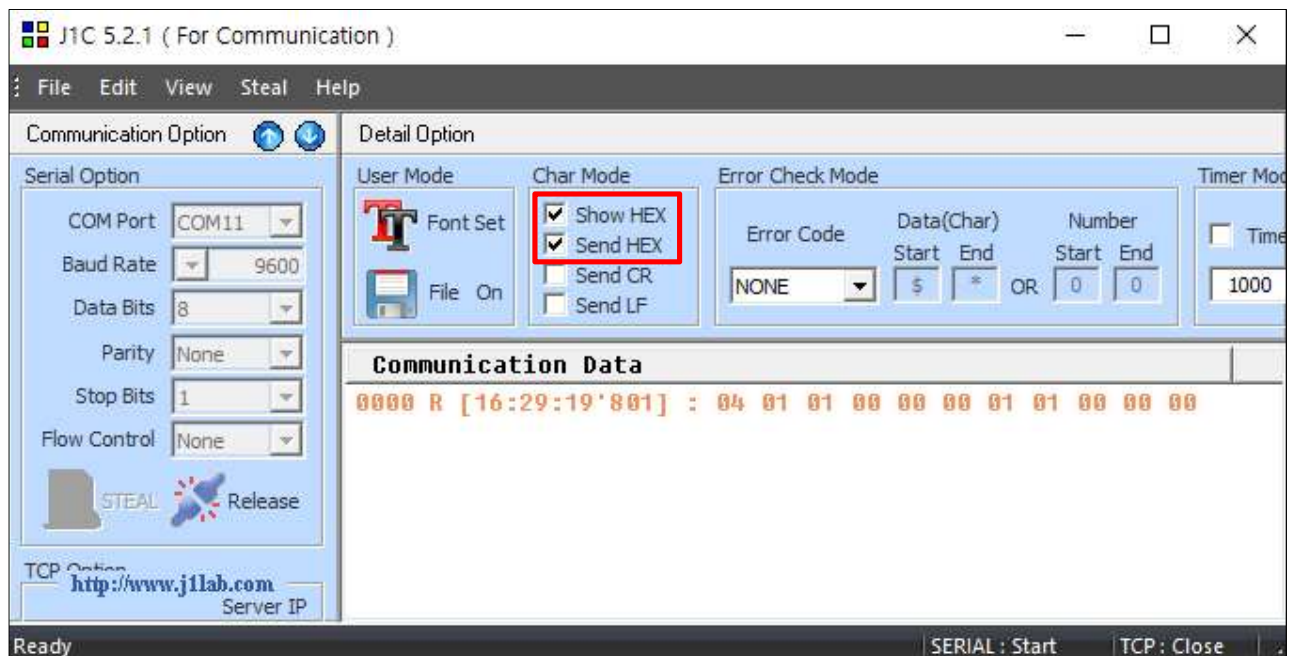 J1C 5.2.1 ( For Communication )
File Edit View Steal Help
Communication Option
Detail Option
Serial Option
COM Port COM11
Baud Rate 9600
Data Bits 8
Parity None
Stop Bits 1
Flow Control None
STEAL Release
TCP Option
http://www.j1lab.com
Server IP
User Mode
Font Set
File On
Char Mode
Show HEX
Send HEX
Send CR
Send LF
Error Check Mode
Error Code
NONE
Data(Char)
Start End
$ *
OR
Number
Start End
0 0
Timer Mod
Time
1000
Communication Data
0000 R [16:29:19'801] : 04 01 01 00 00 00 01 01 00 00 00
Ready SERIAL : Start TCP : Close